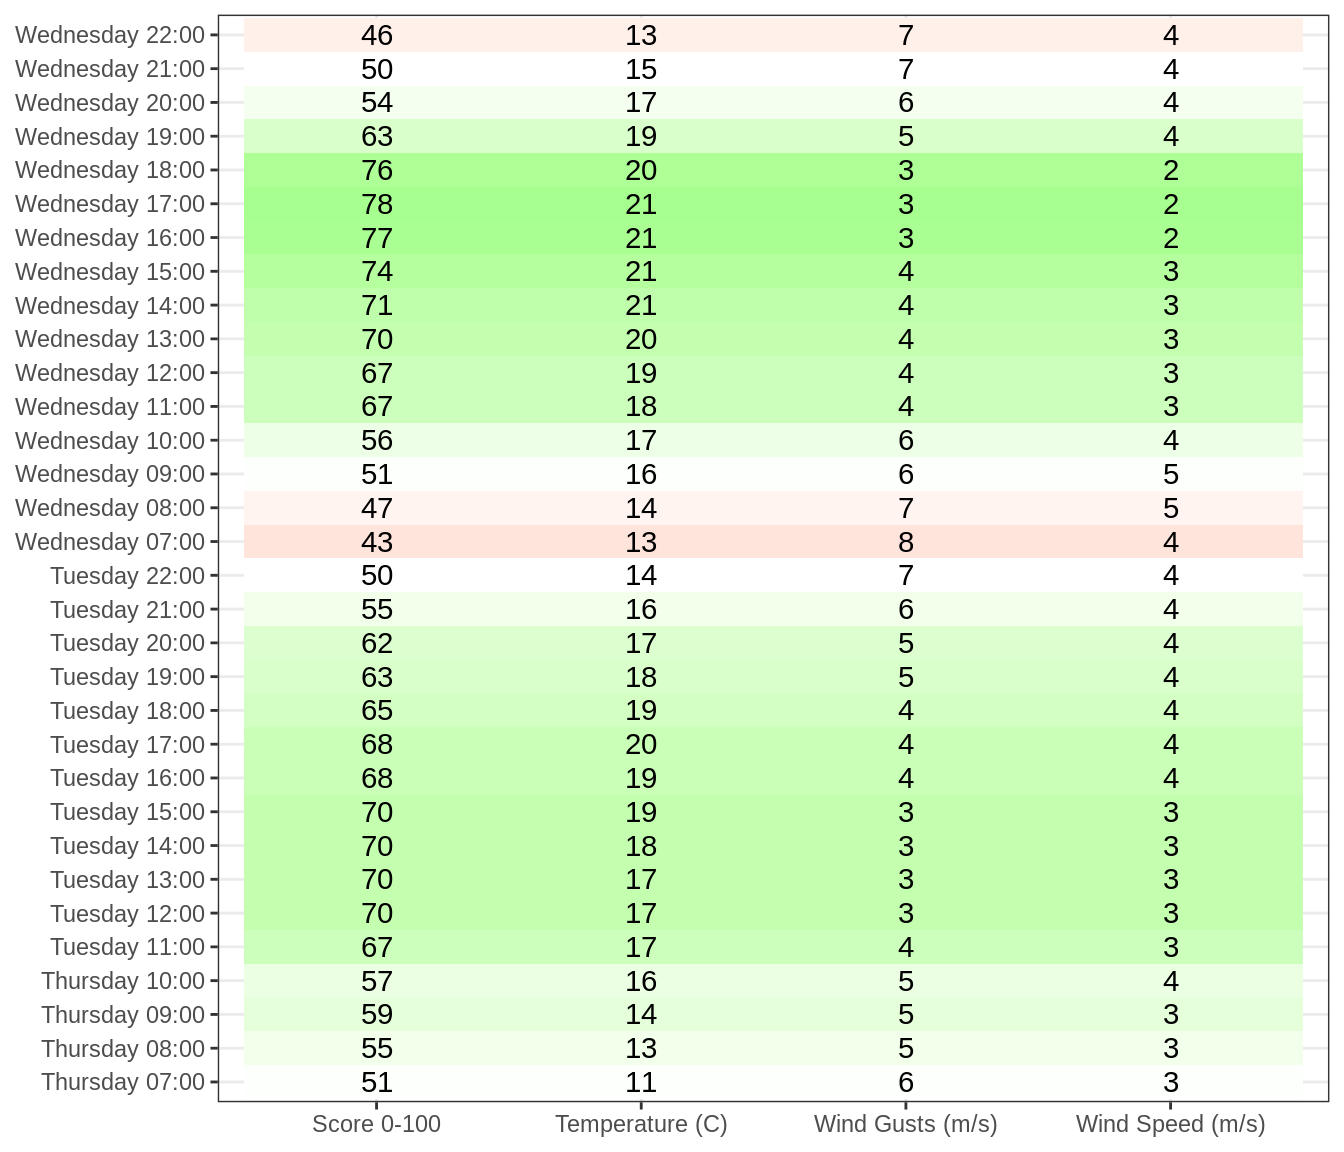 Wednesday 22:00 46 13 7 4
Wednesday 21:00 50 15 7 4
Wednesday 20:00 54 17 6 4
Wednesday 19:00 63 19 5 4
Wednesday 18:00 76 20 3 2
Wednesday 17:00 78 21 3 2
Wednesday 16:00 77 21 3 2
Wednesday 15:00 74 21 4 3
Wednesday 14:00 71 21 4 3
Wednesday 13:00 70 20 4 3
Wednesday 12:00 67 19 4 3
Wednesday 11:00 67 18 4 3
Wednesday 10:00 56 17 6 4
Wednesday 09:00 51 16 6 5
Wednesday 08:00 47 14 7 5
Wednesday 07:00 43 13 8 4
Tuesday 22:00 50 14 7 4
Tuesday 21:00 55 16 6 4
Tuesday 20:00 62 17 5 4
Tuesday 19:00 63 18 5 4
Tuesday 18:00 65 19 4 4
Tuesday 17:00 68 20 4 4
Tuesday 16:00 68 19 4 4
Tuesday 15:00 70 19 3 3
Tuesday 14:00 70 18 3 3
Tuesday 13:00 70 17 3 3
Tuesday 12:00 70 17 3 3
Tuesday 11:00 67 17 4 3
Thursday 10:00 57 16 5 4
Thursday 09:00 59 14 5 3
Thursday 08:00 55 13 5 3
Thursday 07:00 51 11 6 3
Score 0-100 Temperature (C) Wind Gusts (m/s) Wind Speed (m/s)